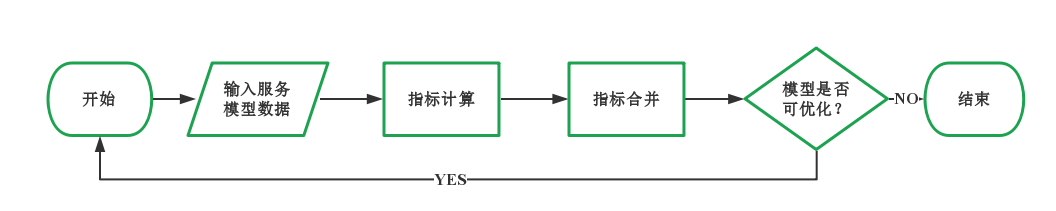 开始
输入服务
模型数据
指标计算
指标合并
模型是否
可优化？
NO
结束
YES